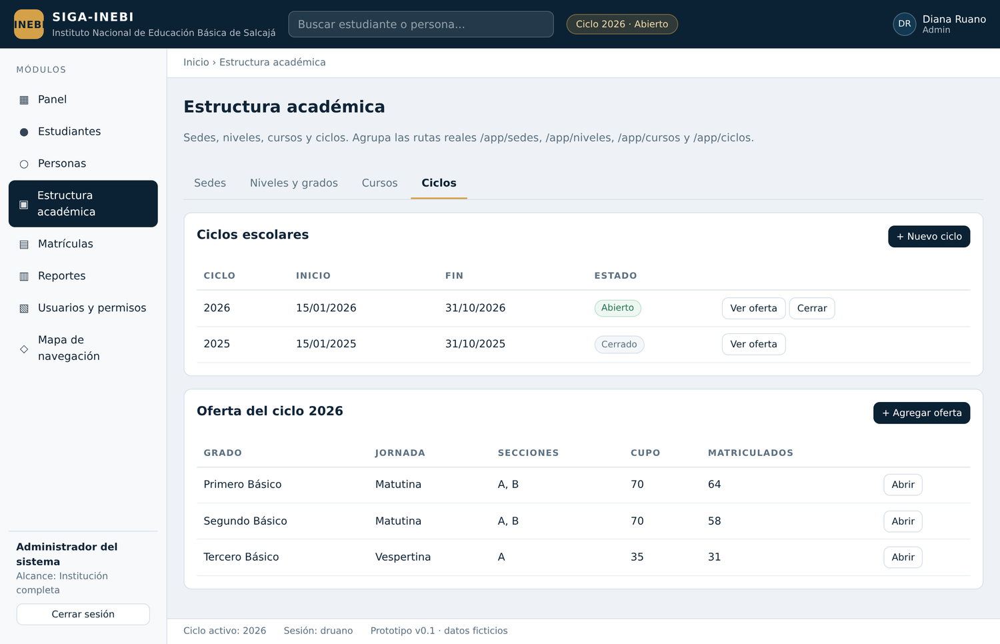 INEBI
SIGA-INEBI
Instituto Nacional de Educación Básica de Salcajá
Buscar estudiante o persona...
Ciclo 2026 · Abierto
DR
Diana Ruano
Admin
MÓDULOS
Panel
Estudiantes
Personas
Estructura
académica
Matrículas
Reportes
Usuarios y permisos
Mapa de
navegación
Administrador del
sistema
Alcance: Institución
completa
Cerrar sesión
Inicio › Estructura académica
Estructura académica
Sedes, niveles, cursos y ciclos. Agrupa las rutas reales /app/sedes, /app/niveles, /app/cursos y /app/ciclos.
Sedes Niveles y grados Cursos Ciclos
Ciclos escolares
+ Nuevo ciclo
CICLO INICIO FIN ESTADO
2026 15/01/2026 31/10/2026 Abierto Ver oferta Cerrar
2025 15/01/2025 31/10/2025 Cerrado Ver oferta
Oferta del ciclo 2026
+ Agregar oferta
GRADO JORNADA SECCIONES CUPO MATRICULADOS
Primero Básico Matutina A, B 70 64 Abrir
Segundo Básico Matutina A, B 70 58 Abrir
Tercero Básico Vespertina A 35 31 Abrir
Ciclo activo: 2026 Sesión: druano Prototipo v0.1 · datos ficticios